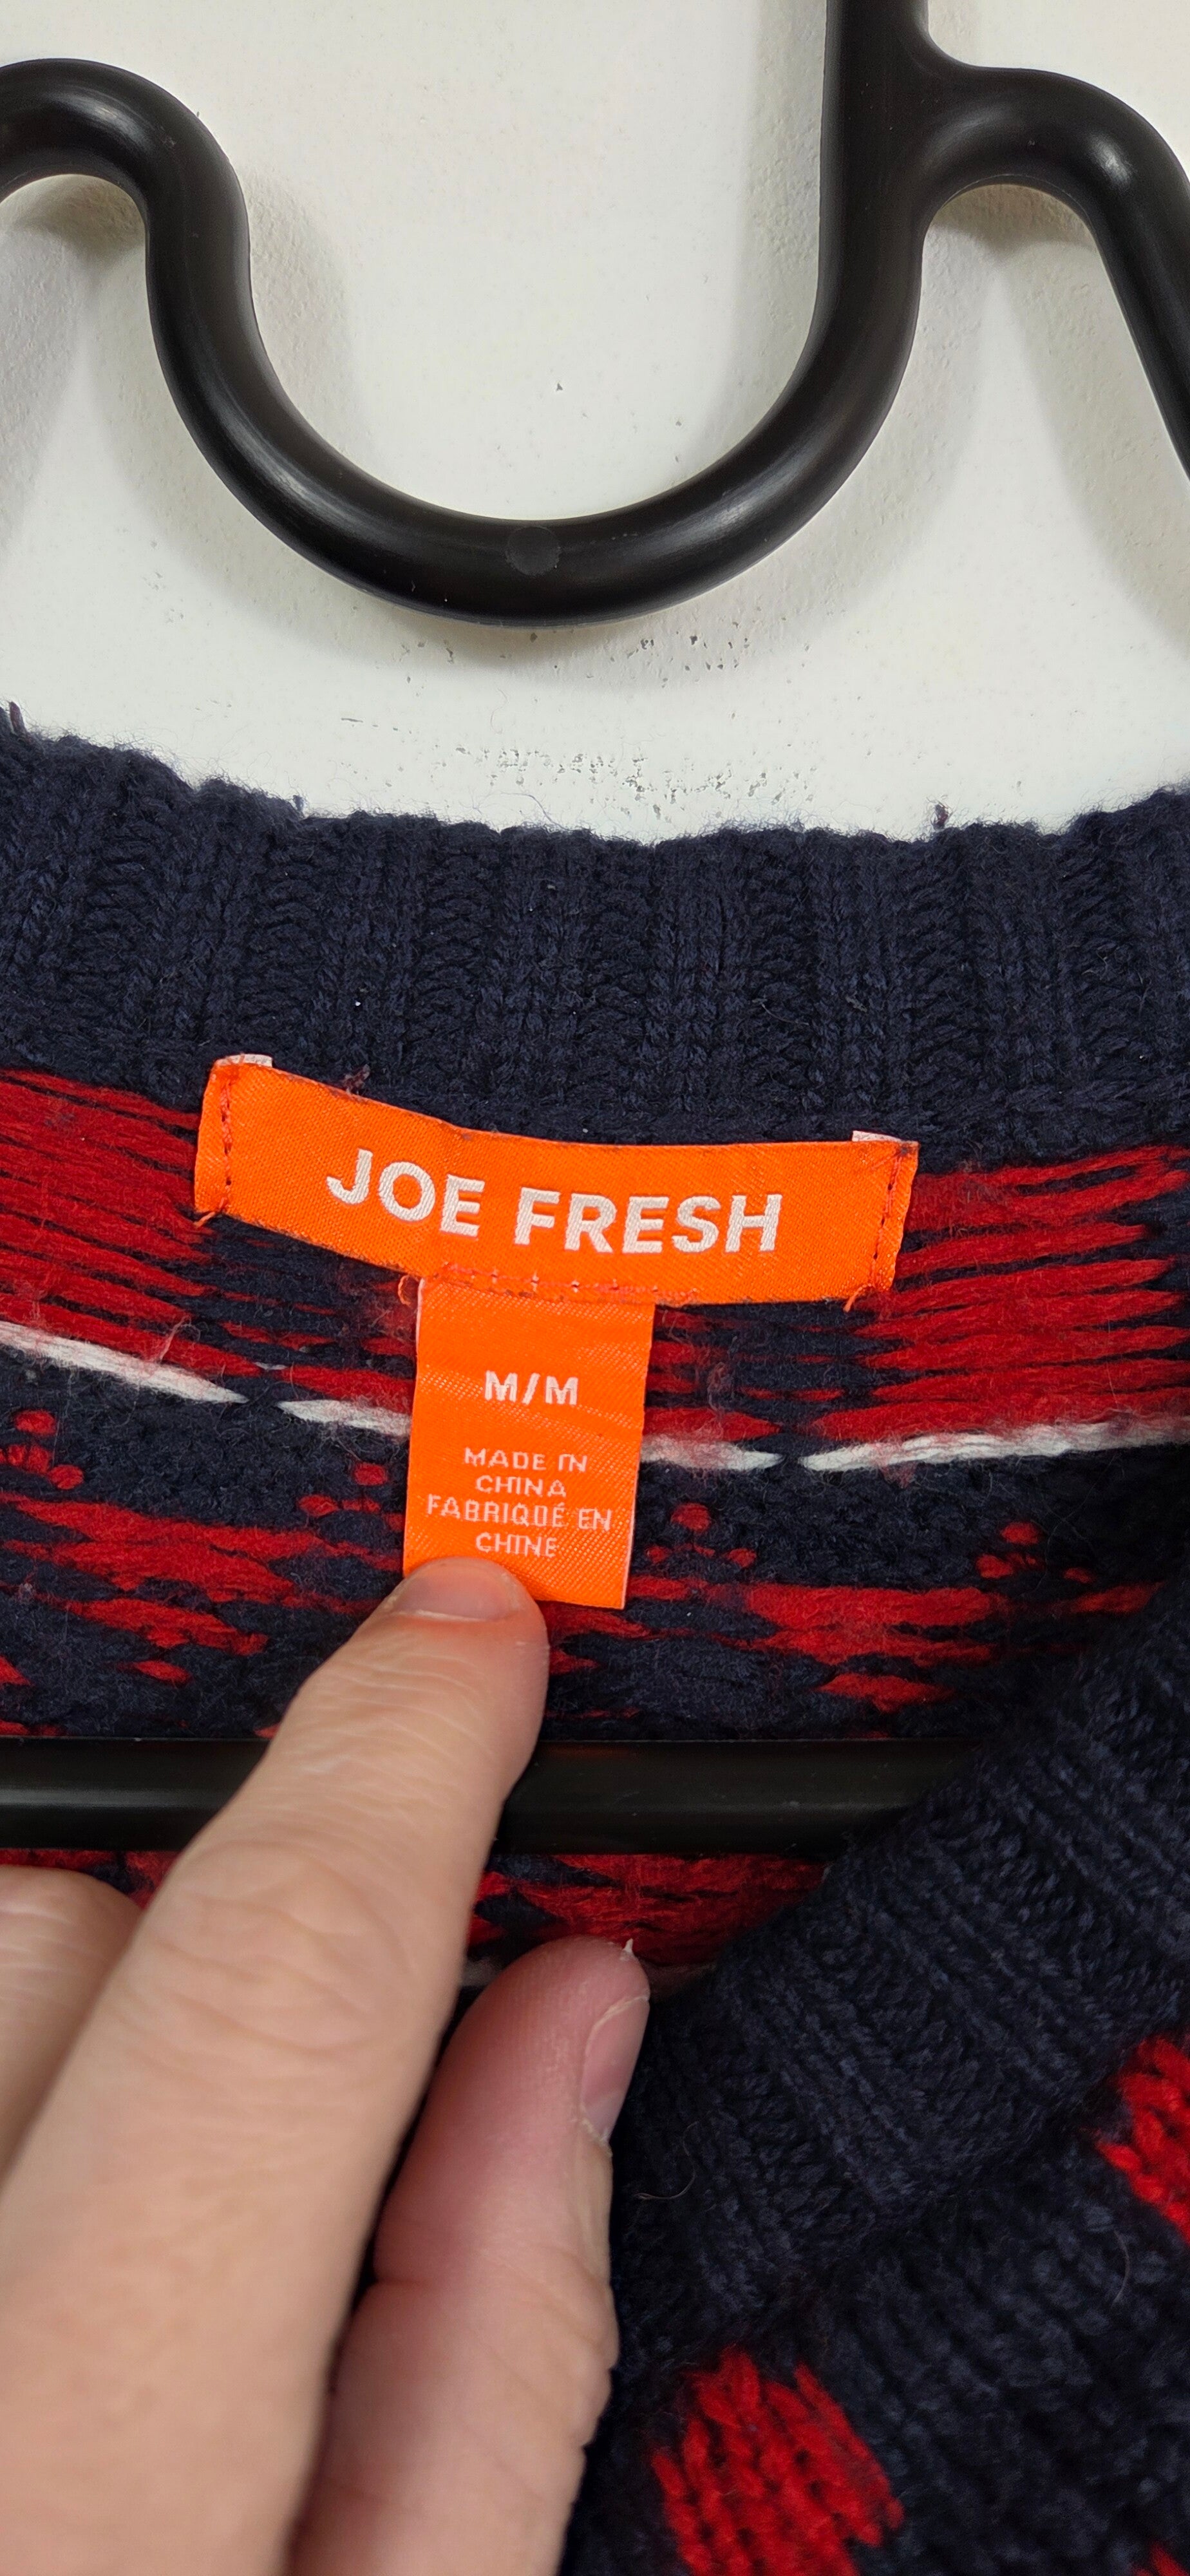 JOE FRESH
M/M
MADE IN
CHINA
FABRIQUÉ EN
CHINE